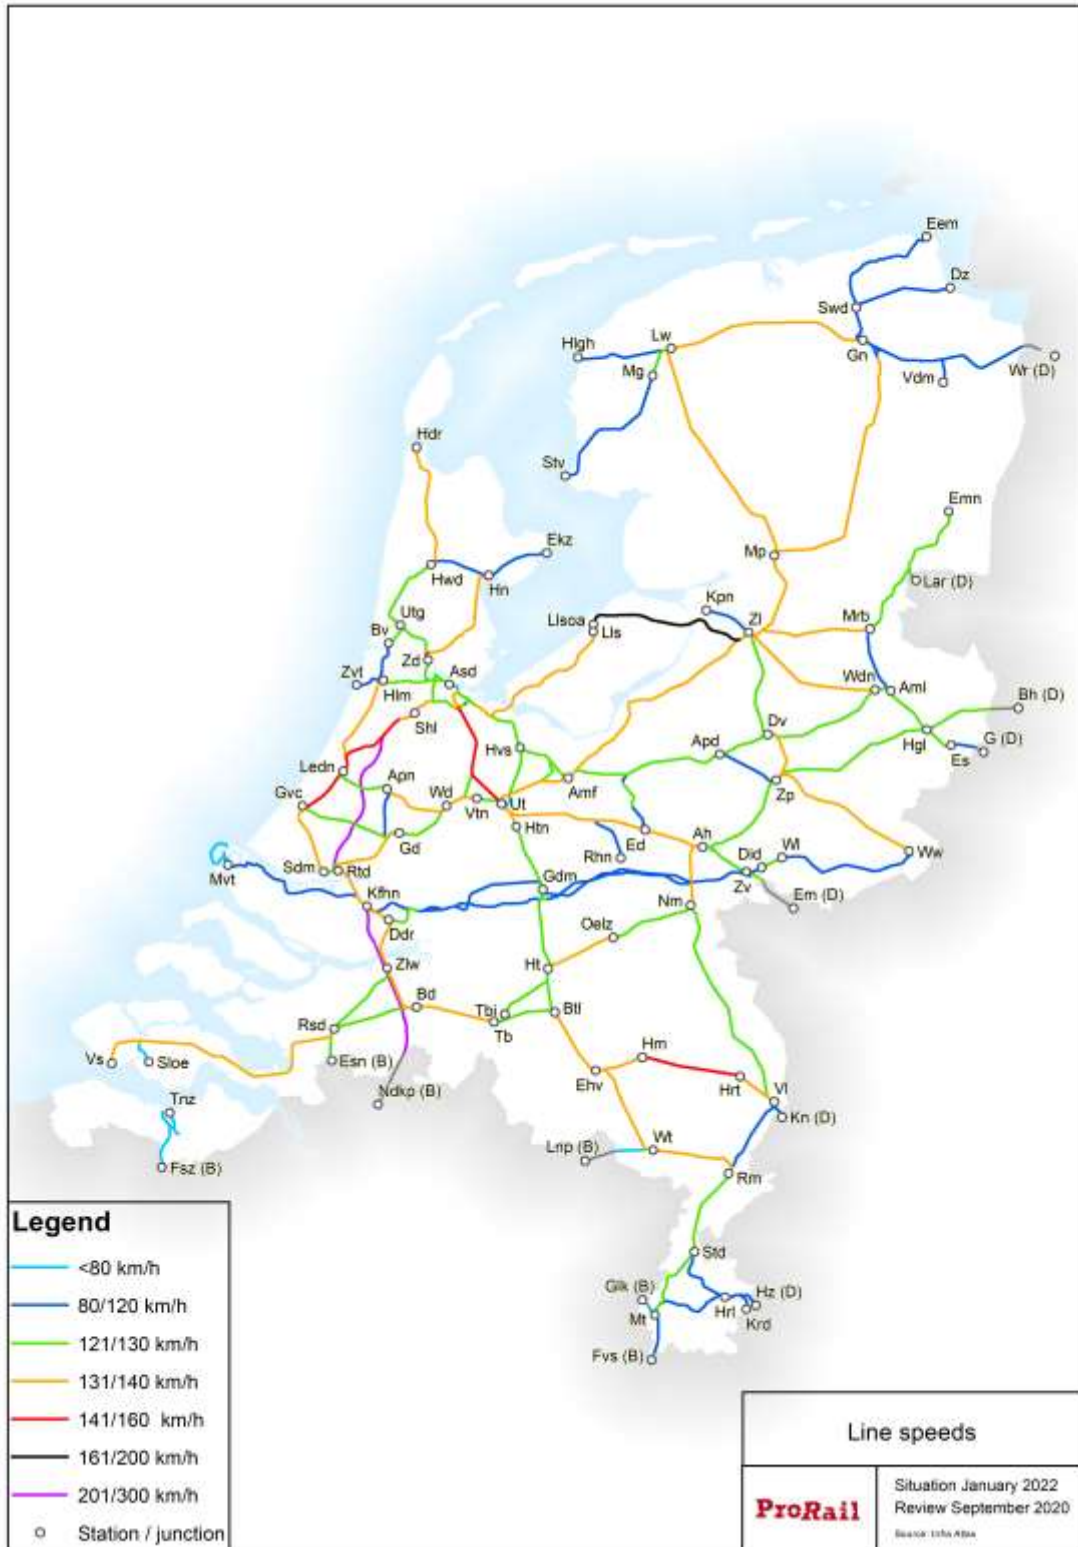 Eem
Dz
Swd
Lw
Hlgh
Gn
Mg
Vdm
Wr (D)
Hdr
Stv
Emn
Ekz
Mp
Hwd
Hn
Lar (D)
Kpn
Utg
Llsoa
Zl
Mrb
Bv
Lls
Zd
Zvt
Asd
Wdn
Aml
Hlm
Bh (D)
Shl
Dv
Hvs
Apd
Hgl
G (D)
Es
Ledn
Apn
Gvc
Wd
Amf
Zp
Vtn
Ut
Htn
Gd
Ed
Ah
Did
Wl
Ww
Rhn
Mvt
Sdm
Rtd
Zv
Gdm
Kfhn
Nm
Em (D)
Ddr
Oelz
Zlw
Ht
Bd
Tbi
Btl
Rsd
Tb
Vs
Sloe
Esn (B)
Hm
Ehv
Hrt
Ndkp (B)
Vl
Tnz
Kn (D)
Wt
Lnp (B)
Fsz (B)
Rm
Legend
<80 km/h
80/120 km/h
121/130 km/h
131/140 km/h
141/160 km/h
161/200 km/h
201/300 km/h
Station / junction
Std
Glk (B)
Hz (D)
Mt
Hrl
Krd
Fvs (B)
Line speeds
ProRail
Situation January 2022
Review September 2020
Source: Infra Atlas